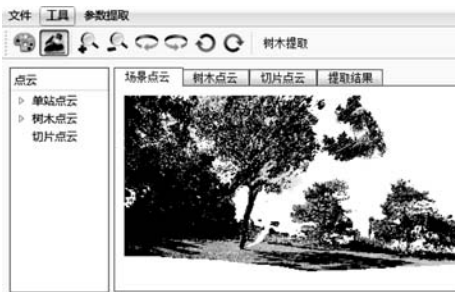 文件 工具 参数提取
树木提取
点云
单站点云
树木点云
切片点云
场景点云 树木点云 切片点云 提取结果